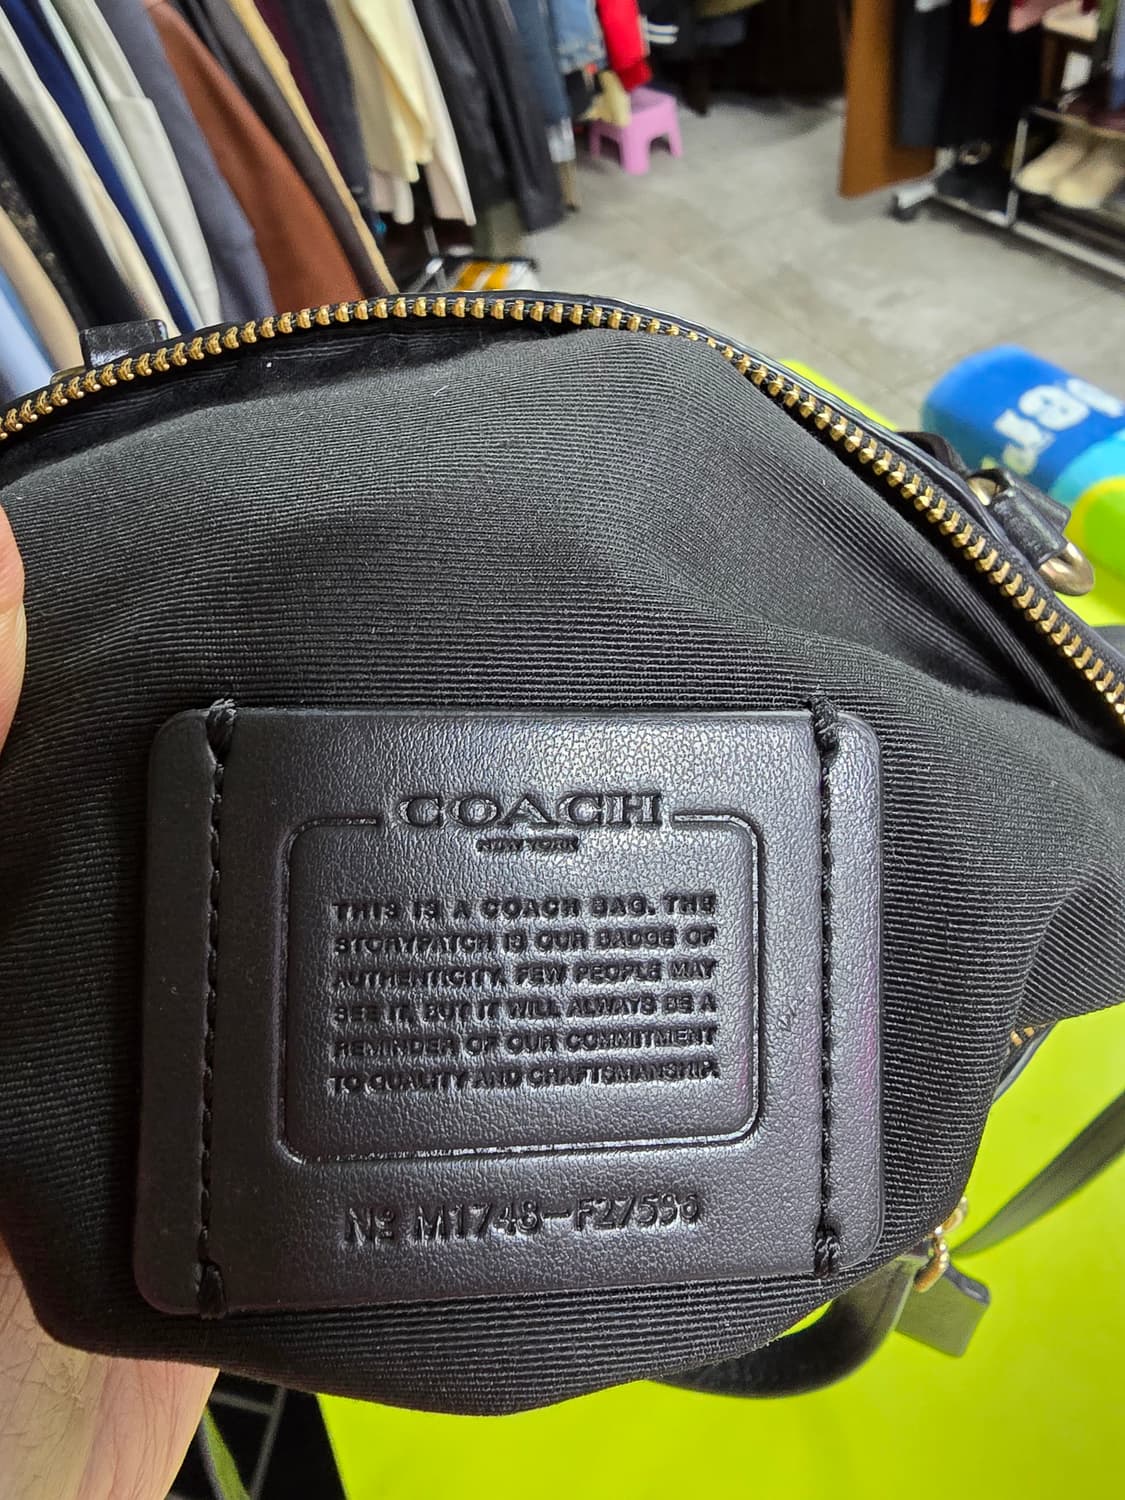 COACH
NEW YORK
THIS IS A COACH BAG. THE
STORYPATCH IS OUR BADGE OF
AUTHENTICITY. FEW PEOPLE MAY
SEE IT, BUT IT WILL ALWAYS BE A
REMINDER OF OUR COMMITMENT
TO QUALITY AND CRAFTSMANSHIP.
Nº M1748-F27596